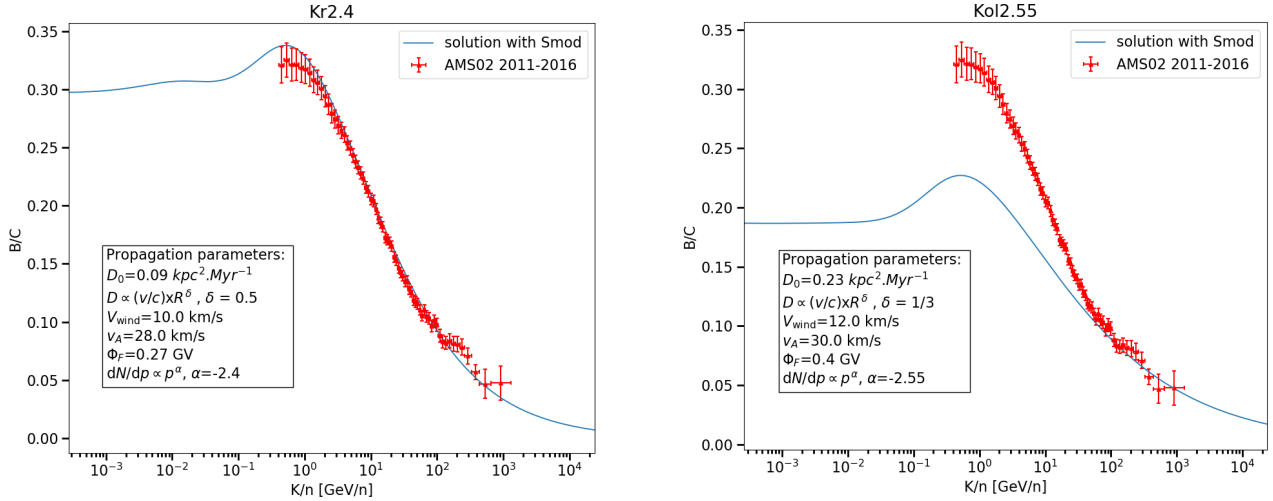 Kr2.4
0.35
0.30
0.25
0.20
0.15
0.10
0.05
0.00
B/C
solution with Smod
AMS02 2011-2016
Propagation parameters:
D₀=0.09 kpc².Myr⁻¹
D ∝ (v/c)xR^δ , δ = 0.5
V_wind=10.0 km/s
v_A=28.0 km/s
Φ_F=0.27 GV
dN/dp ∝ p^α, α=-2.4
10⁻³ 10⁻² 10⁻¹ 10⁰ 10¹ 10² 10³ 10⁴
K/n [GeV/n]
Kol2.55
0.35
0.30
0.25
0.20
0.15
0.10
0.05
0.00
B/C
solution with Smod
AMS02 2011-2016
Propagation parameters:
D₀=0.23 kpc².Myr⁻¹
D ∝ (v/c)xR^δ , δ = 1/3
V_wind=12.0 km/s
v_A=30.0 km/s
Φ_F=0.4 GV
dN/dp ∝ p^α, α=-2.55
10⁻³ 10⁻² 10⁻¹ 10⁰ 10¹ 10² 10³ 10⁴
K/n [GeV/n]